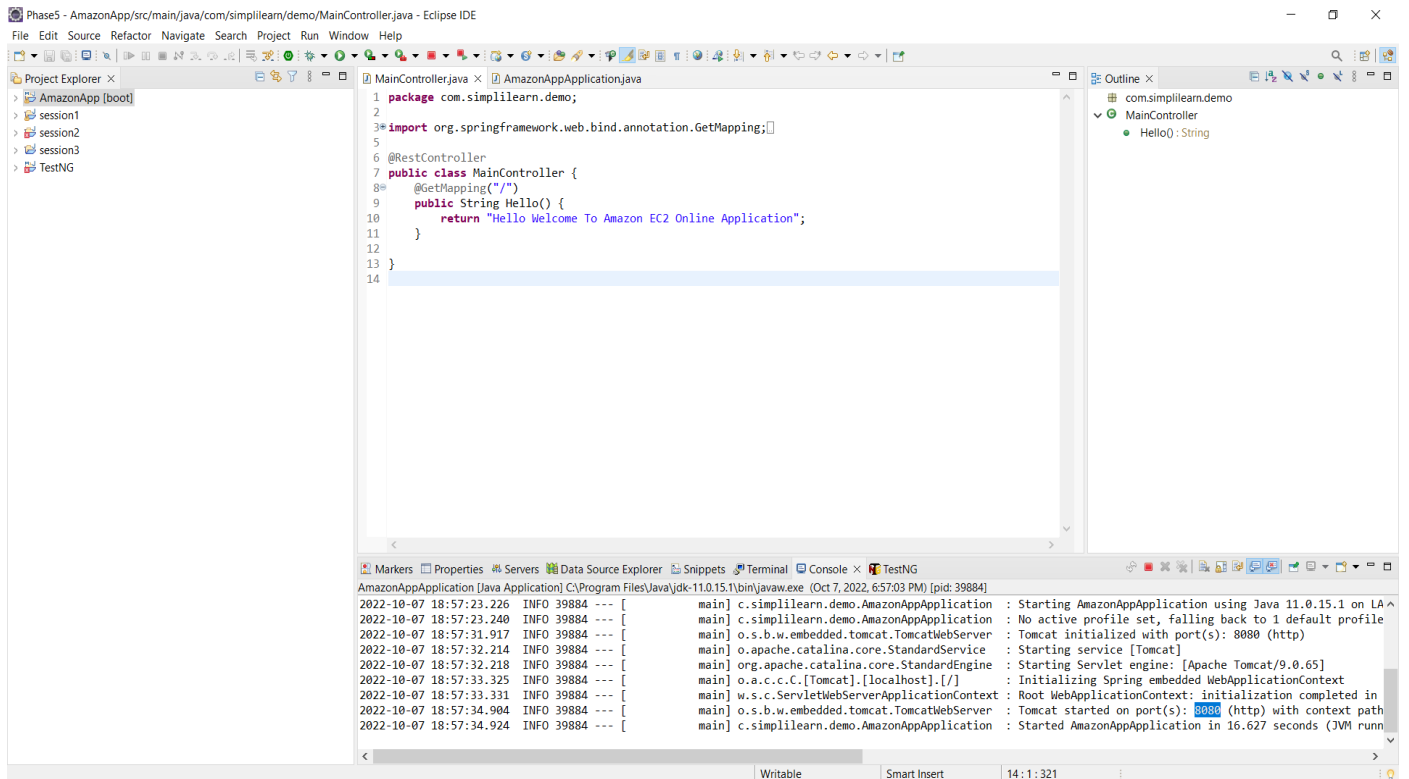 Phase5 - AmazonApp/src/main/java/com/simplilearn/demo/MainController.java - Eclipse IDE
File Edit Source Refactor Navigate Search Project Run Window Help
Project Explorer
AmazonApp [boot]
session1
session2
session3
TestNG
MainController.java
AmazonAppApplication.java
1 package com.simplilearn.demo;
2
3 import org.springframework.web.bind.annotation.GetMapping;
5
6 @RestController
7 public class MainController {
8 @GetMapping("/")
9 public String Hello() {
10 return "Hello Welcome To Amazon EC2 Online Application";
11 }
12
13 }
14
Outline
com.simplilearn.demo
MainController
Hello() : String
Markers Properties Servers Data Source Explorer Snippets Terminal Console TestNG
AmazonAppApplication [Java Application] C:\Program Files\Java\jdk-11.0.15.1\bin\javaw.exe (Oct 7, 2022, 6:57:03 PM) [pid: 39884]
2022-10-07 18:57:23.226 INFO 39884 --- [ main] c.simplilearn.demo.AmazonAppApplication : Starting AmazonAppApplication using Java 11.0.15.1 on LA
2022-10-07 18:57:23.240 INFO 39884 --- [ main] c.simplilearn.demo.AmazonAppApplication : No active profile set, falling back to 1 default profile
2022-10-07 18:57:31.917 INFO 39884 --- [ main] o.s.b.w.embedded.tomcat.TomcatWebServer : Tomcat initialized with port(s): 8080 (http)
2022-10-07 18:57:32.214 INFO 39884 --- [ main] o.apache.catalina.core.StandardService : Starting service [Tomcat]
2022-10-07 18:57:32.218 INFO 39884 --- [ main] org.apache.catalina.core.StandardEngine : Starting Servlet engine: [Apache Tomcat/9.0.65]
2022-10-07 18:57:33.325 INFO 39884 --- [ main] o.a.c.c.C.[Tomcat].[localhost].[/] : Initializing Spring embedded WebApplicationContext
2022-10-07 18:57:33.331 INFO 39884 --- [ main] w.s.c.ServletWebServerApplicationContext : Root WebApplicationContext: initialization completed in
2022-10-07 18:57:34.904 INFO 39884 --- [ main] o.s.b.w.embedded.tomcat.TomcatWebServer : Tomcat started on port(s): 8080 (http) with context path
2022-10-07 18:57:34.924 INFO 39884 --- [ main] c.simplilearn.demo.AmazonAppApplication : Started AmazonAppApplication in 16.627 seconds (JVM runn
Writable
Smart Insert
14 : 1 : 321